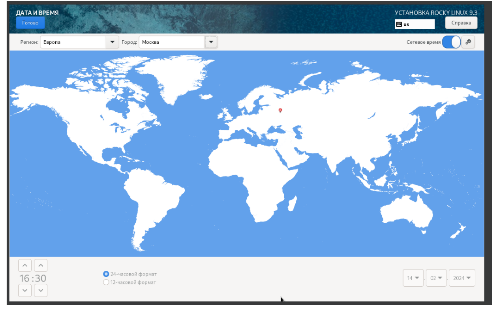 ДАТА И ВРЕМЯ
Готово
УСТАНОВКА ROCKY LINUX 9.3
us
Справка
Регион: Европа
Город: Москва
Сетевое время
16:30
24-часовой формат
12-часовой формат
14
2024